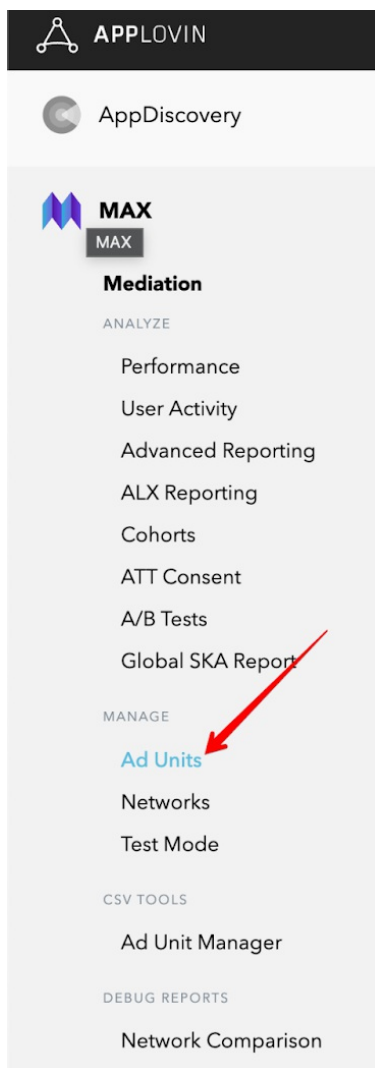 APPLOVIN
AppDiscovery
MAX
MAX
Mediation
ANALYZE
Performance
User Activity
Advanced Reporting
ALX Reporting
Cohorts
ATT Consent
A/B Tests
Global SKA Report
MANAGE
Ad Units
Networks
Test Mode
CSV TOOLS
Ad Unit Manager
DEBUG REPORTS
Network Comparison